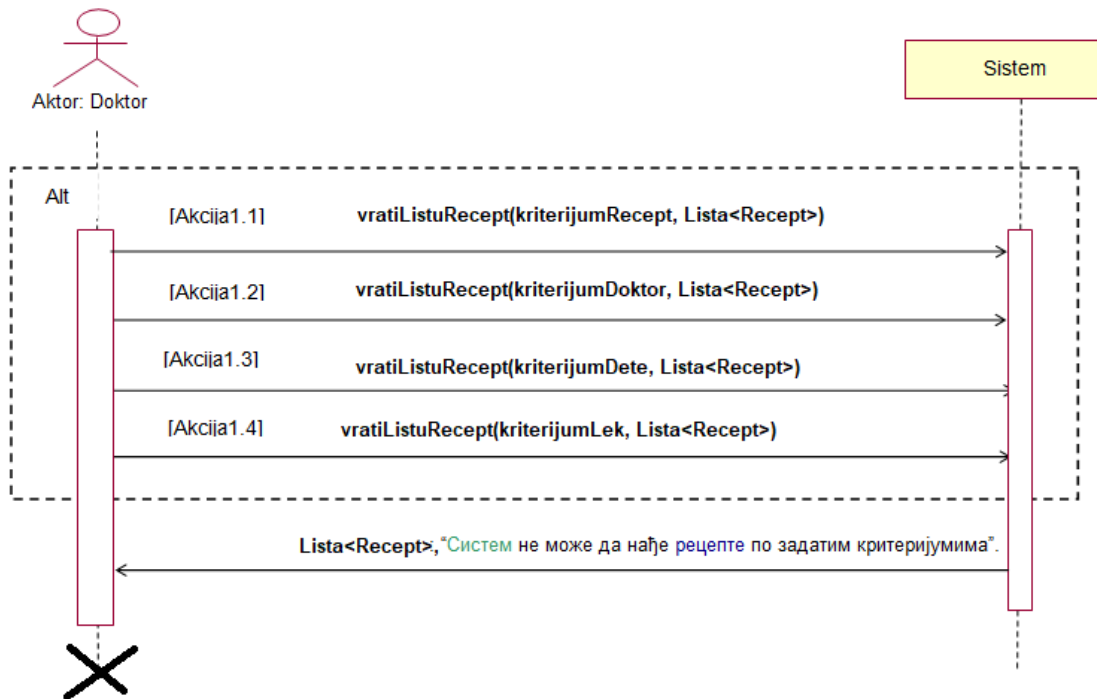 Aktor: Doktor
Sistem
Alt
[Akcija1.1] vratiListuRecept(kriterijumRecept, Lista<Recept>)
[Akcija1.2] vratiListuRecept(kriterijumDoktor, Lista<Recept>)
[Akcija1.3] vratiListuRecept(kriterijumDete, Lista<Recept>)
[Akcija1.4] vratiListuRecept(kriterijumLek, Lista<Recept>)
Lista<Recept>,“Систем не може да нађе рецепте по задатим критеријумима”.